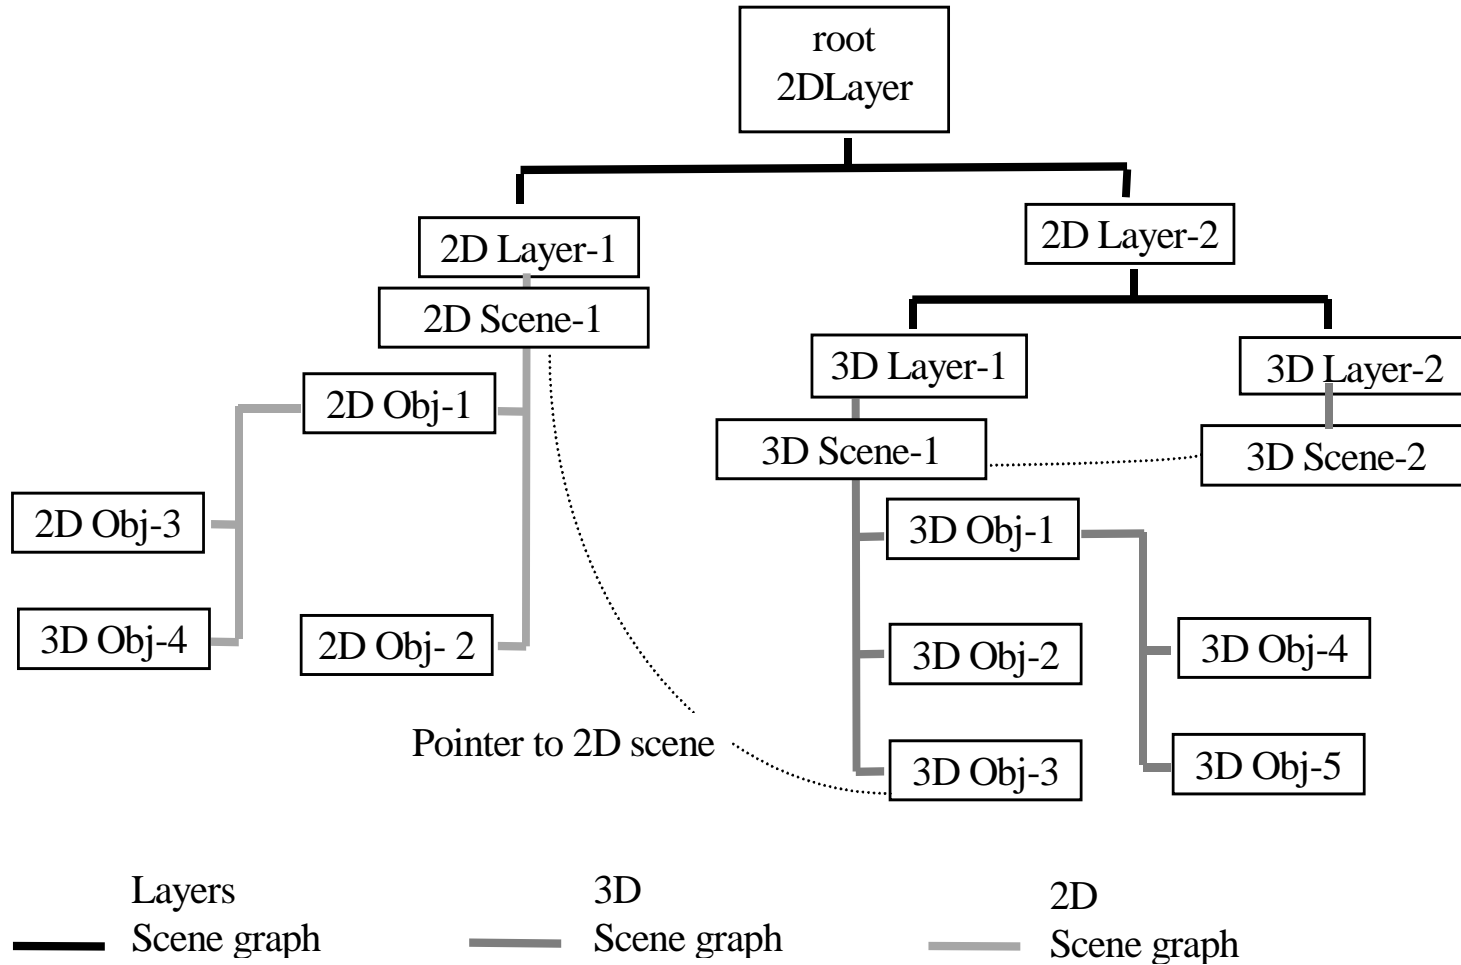 root
2DLayer
2D Layer-1
2D Layer-2
2D Scene-1
3D Layer-1
3D Layer-2
2D Obj-1
3D Scene-1
3D Scene-2
2D Obj-3
3D Obj-1
3D Obj-4
2D Obj- 2
3D Obj-2
3D Obj-4
Pointer to 2D scene
3D Obj-3
3D Obj-5
Layers
Scene graph
3D
Scene graph
2D
Scene graph